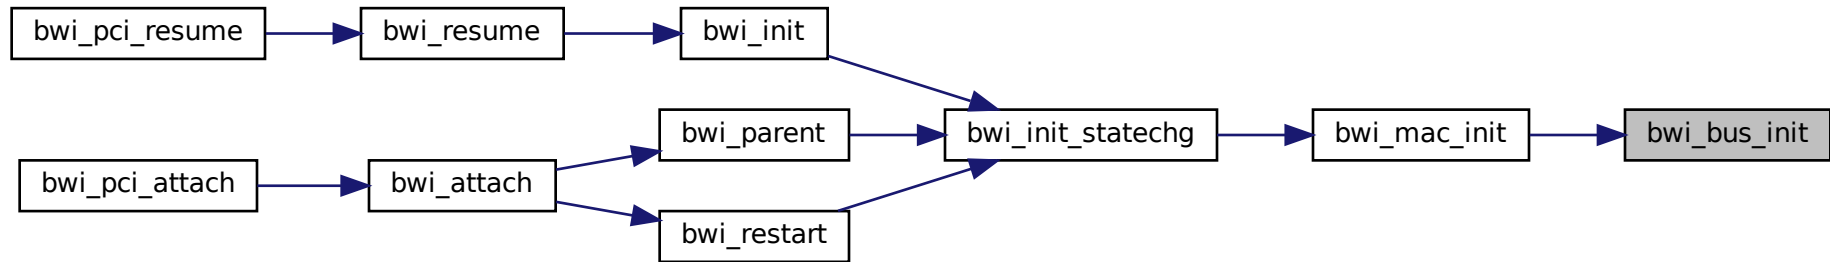 bwi_pci_resume
bwi_resume
bwi_init
bwi_parent
bwi_init_statechg
bwi_mac_init
bwi_bus_init
bwi_pci_attach
bwi_attach
bwi_restart